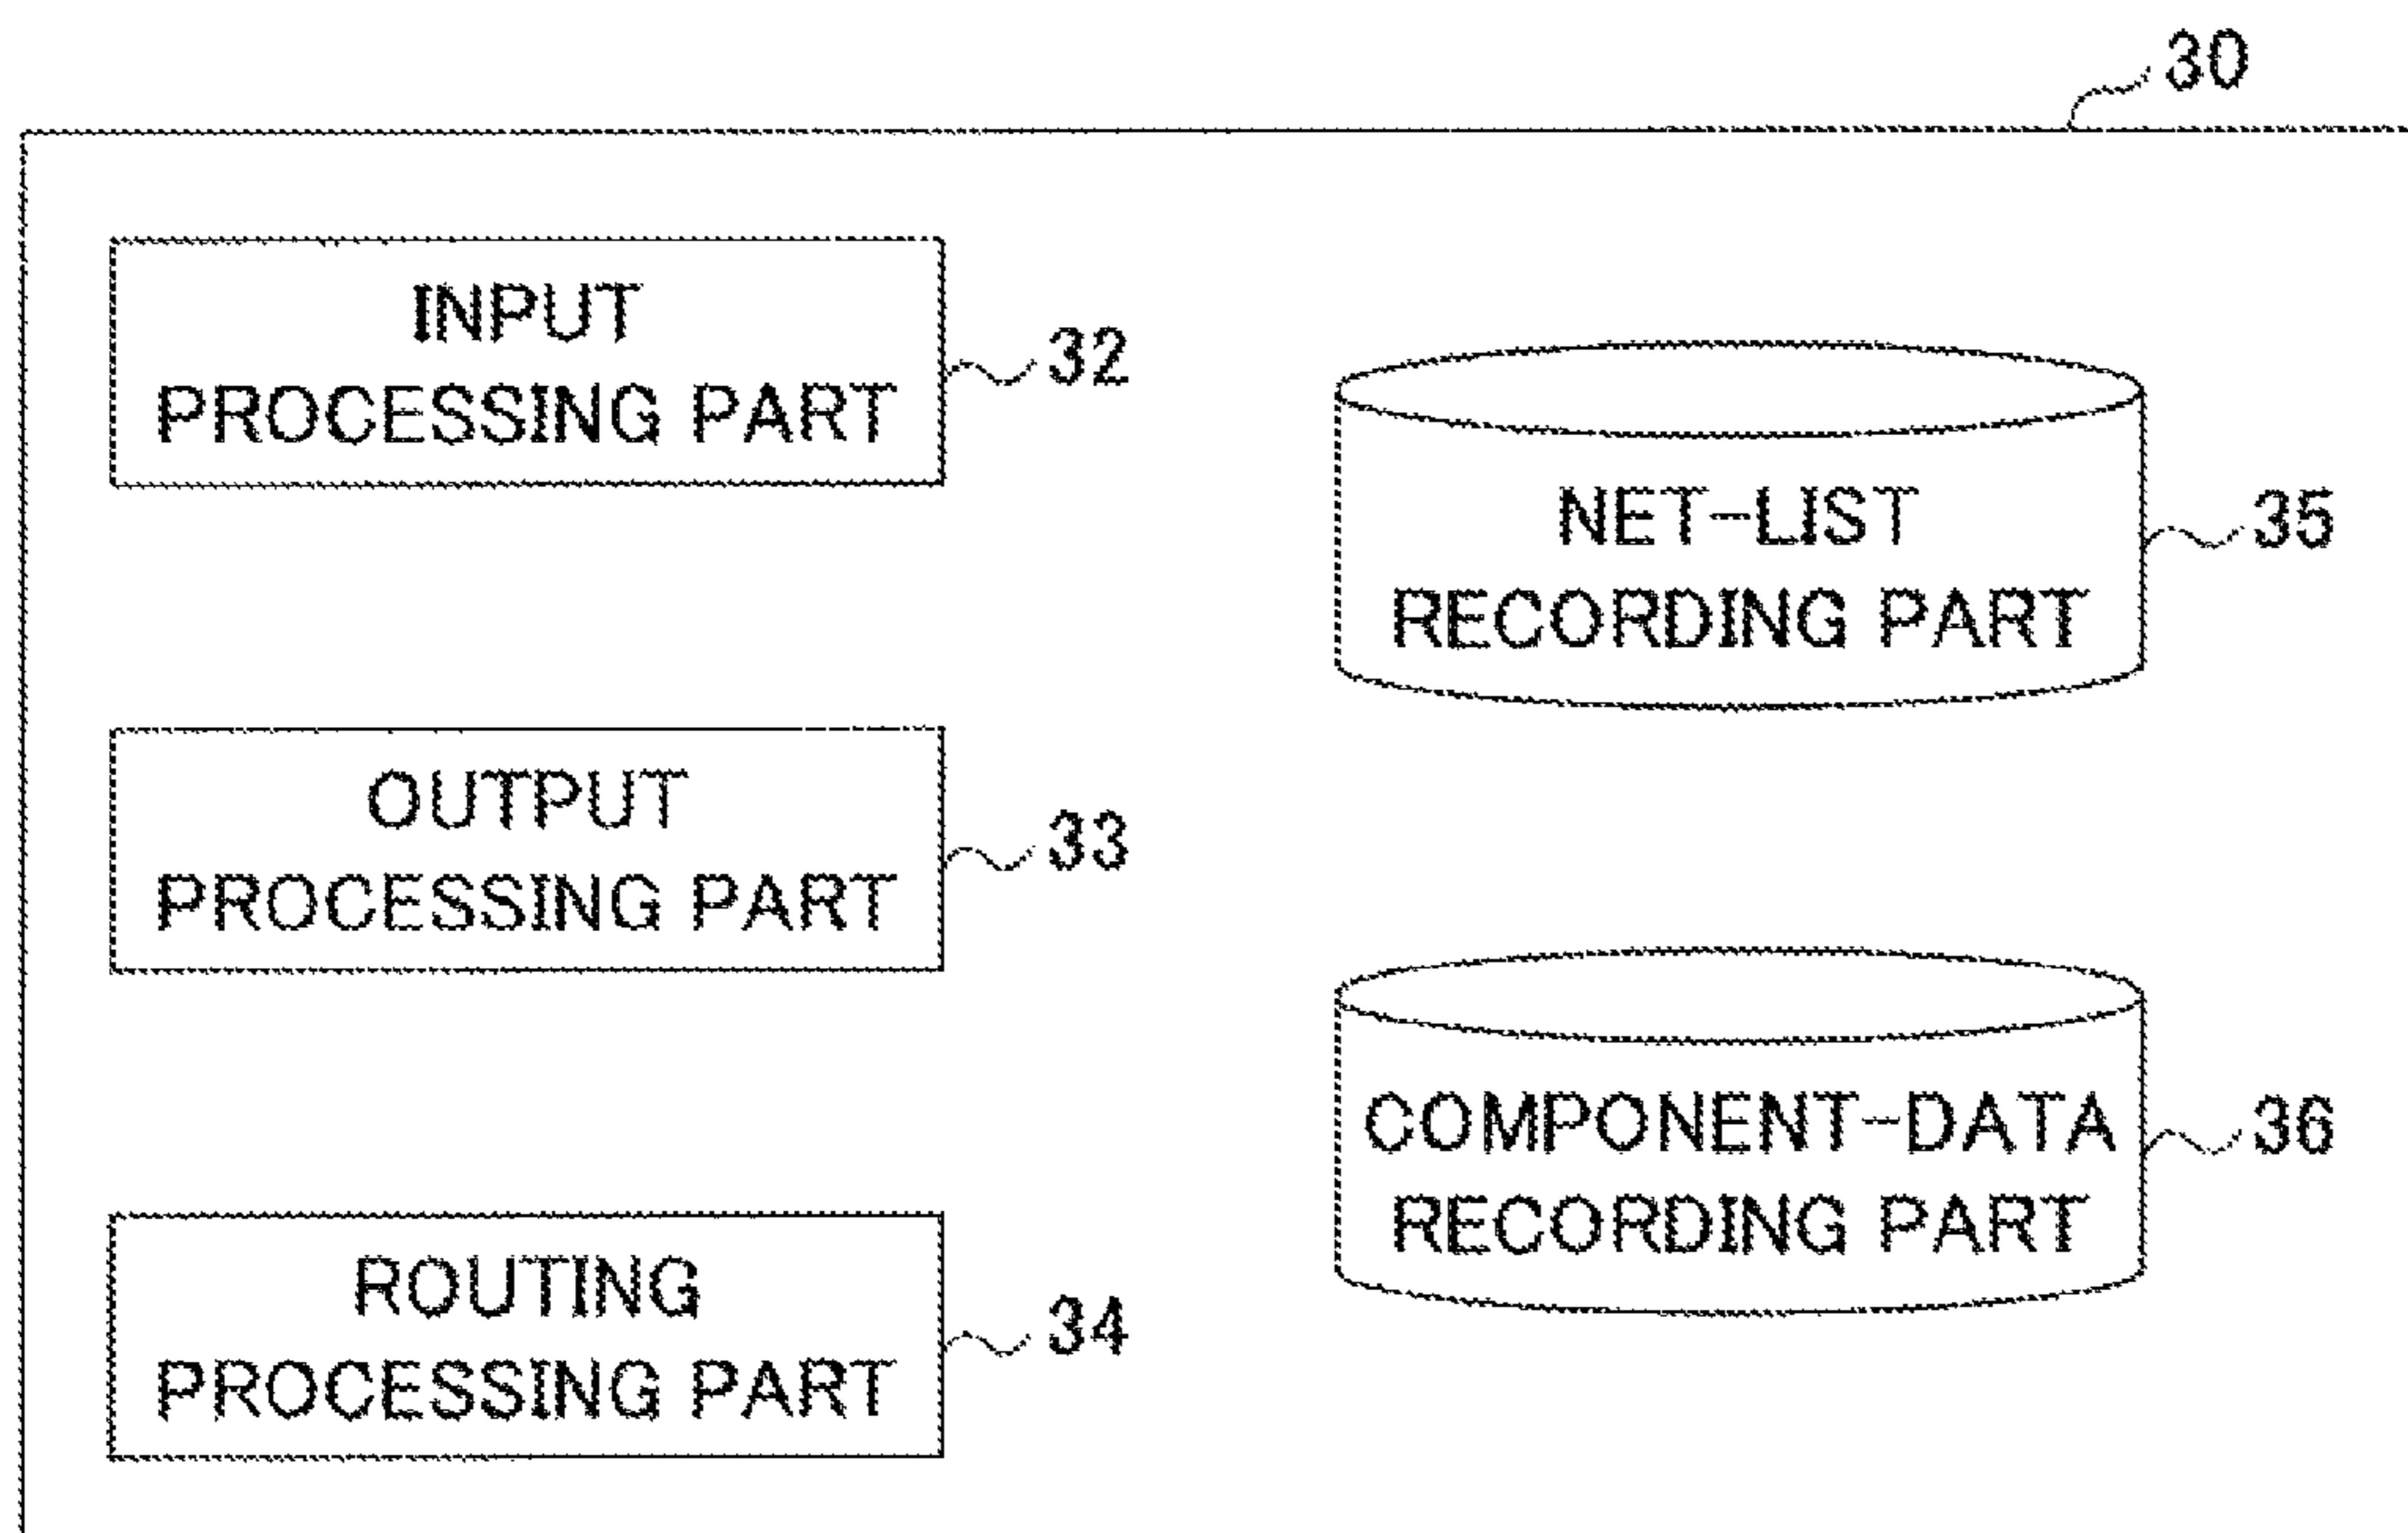 30
INPUT
PROCESSING PART
32
NET-LIST
RECORDING PART
35
OUTPUT
PROCESSING PART
33
COMPONENT-DATA
RECORDING PART
36
ROUTING
PROCESSING PART
34